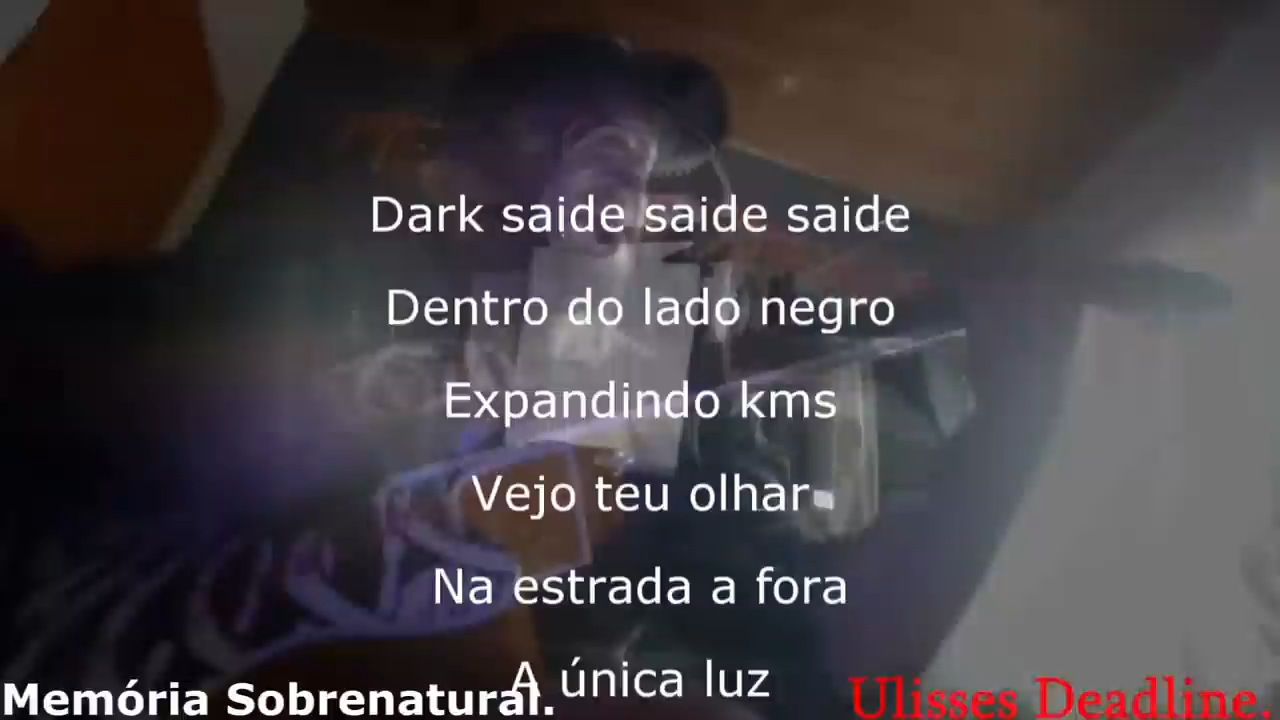 Dark saide saide saide
Dentro do lado negro
Expandindo kms
Vejo teu olhar
Na estrada a fora
A única luz
Memória Sobrenatural.
Ulisses Deadline.